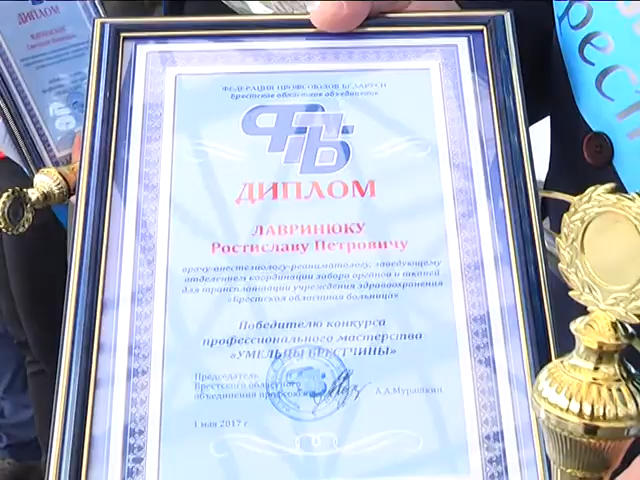 ДИПЛОМ
ФЕДЕРАЦИЯ ПРОФСОЮЗОВ БЕЛАРУСИ
Брестское областное объединение
ФПБ
ДИПЛОМ
ЛАВРИНЮКУ
Ростиславу Петровичу
врачу-анестезиологу-реаниматологу, заведующему
отделением координации забора органов и тканей
для трансплантации учреждения здравоохранения
«Брестская областная больница»
Победителю конкурса
профессионального мастерства
«УМЕЛЬЦЫ БРЕСТЧИНЫ»
Председатель
Брестского областного
объединения профсоюзов
А.А.Мурашкин
1 мая 2017 г.